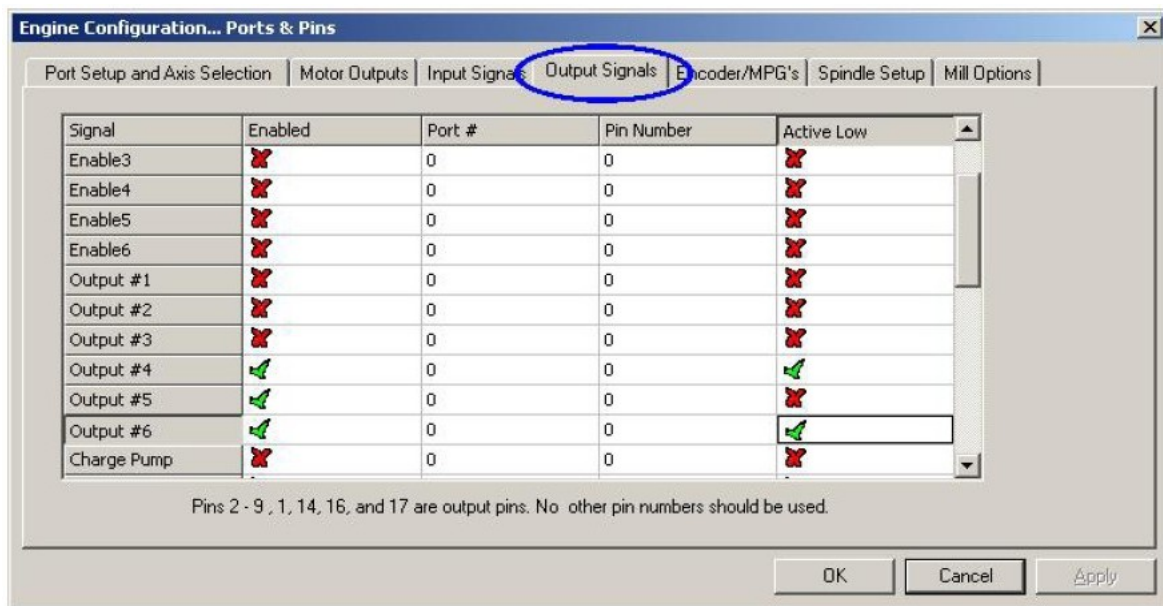 Engine Configuration... Ports & Pins
Port Setup and Axis Selection Motor Outputs Input Signals Output Signals Encoder/MPG's Spindle Setup Mill Options
Signal Enabled Port # Pin Number Active Low
Enable3 0 0
Enable4 0 0
Enable5 0 0
Enable6 0 0
Output #1 0 0
Output #2 0 0
Output #3 0 0
Output #4 0 0
Output #5 0 0
Output #6 0 0
Charge Pump 0 0
Pins 2 - 9 , 1, 14, 16, and 17 are output pins. No other pin numbers should be used.
OK Cancel Apply